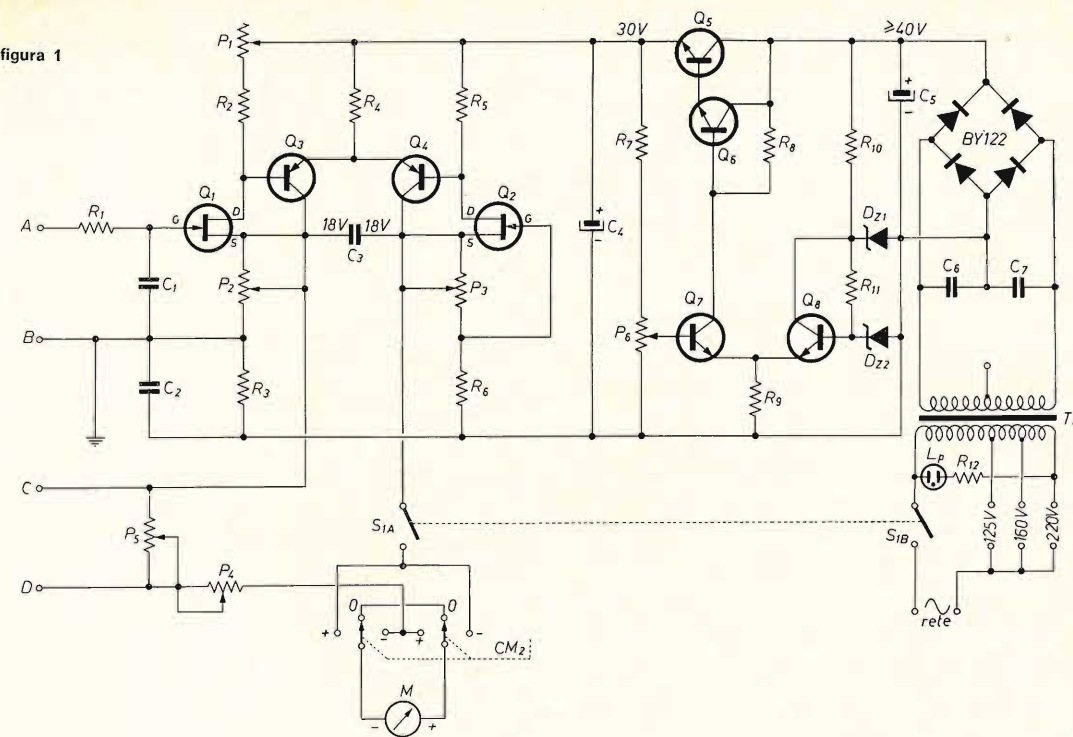 figura 1
P1
R2
R4
R5
Q3
Q4
Q1
Q2
A
R1
G
D
S
18V
18V
C3
D
S
G
C1
P2
P3
B
C2
R3
R6
C
P5
D
P4
30V
Q5
≥40V
C5
+
-
Q6
R7
R8
R10
BY122
C4
+
-
DZ1
C6
C7
P6
Q7
Q8
R11
DZ2
R9
Lp
R12
S1A
S1B
125V
160V
220V
rete
0
0
+
-
+
-
CM2
M
-
+